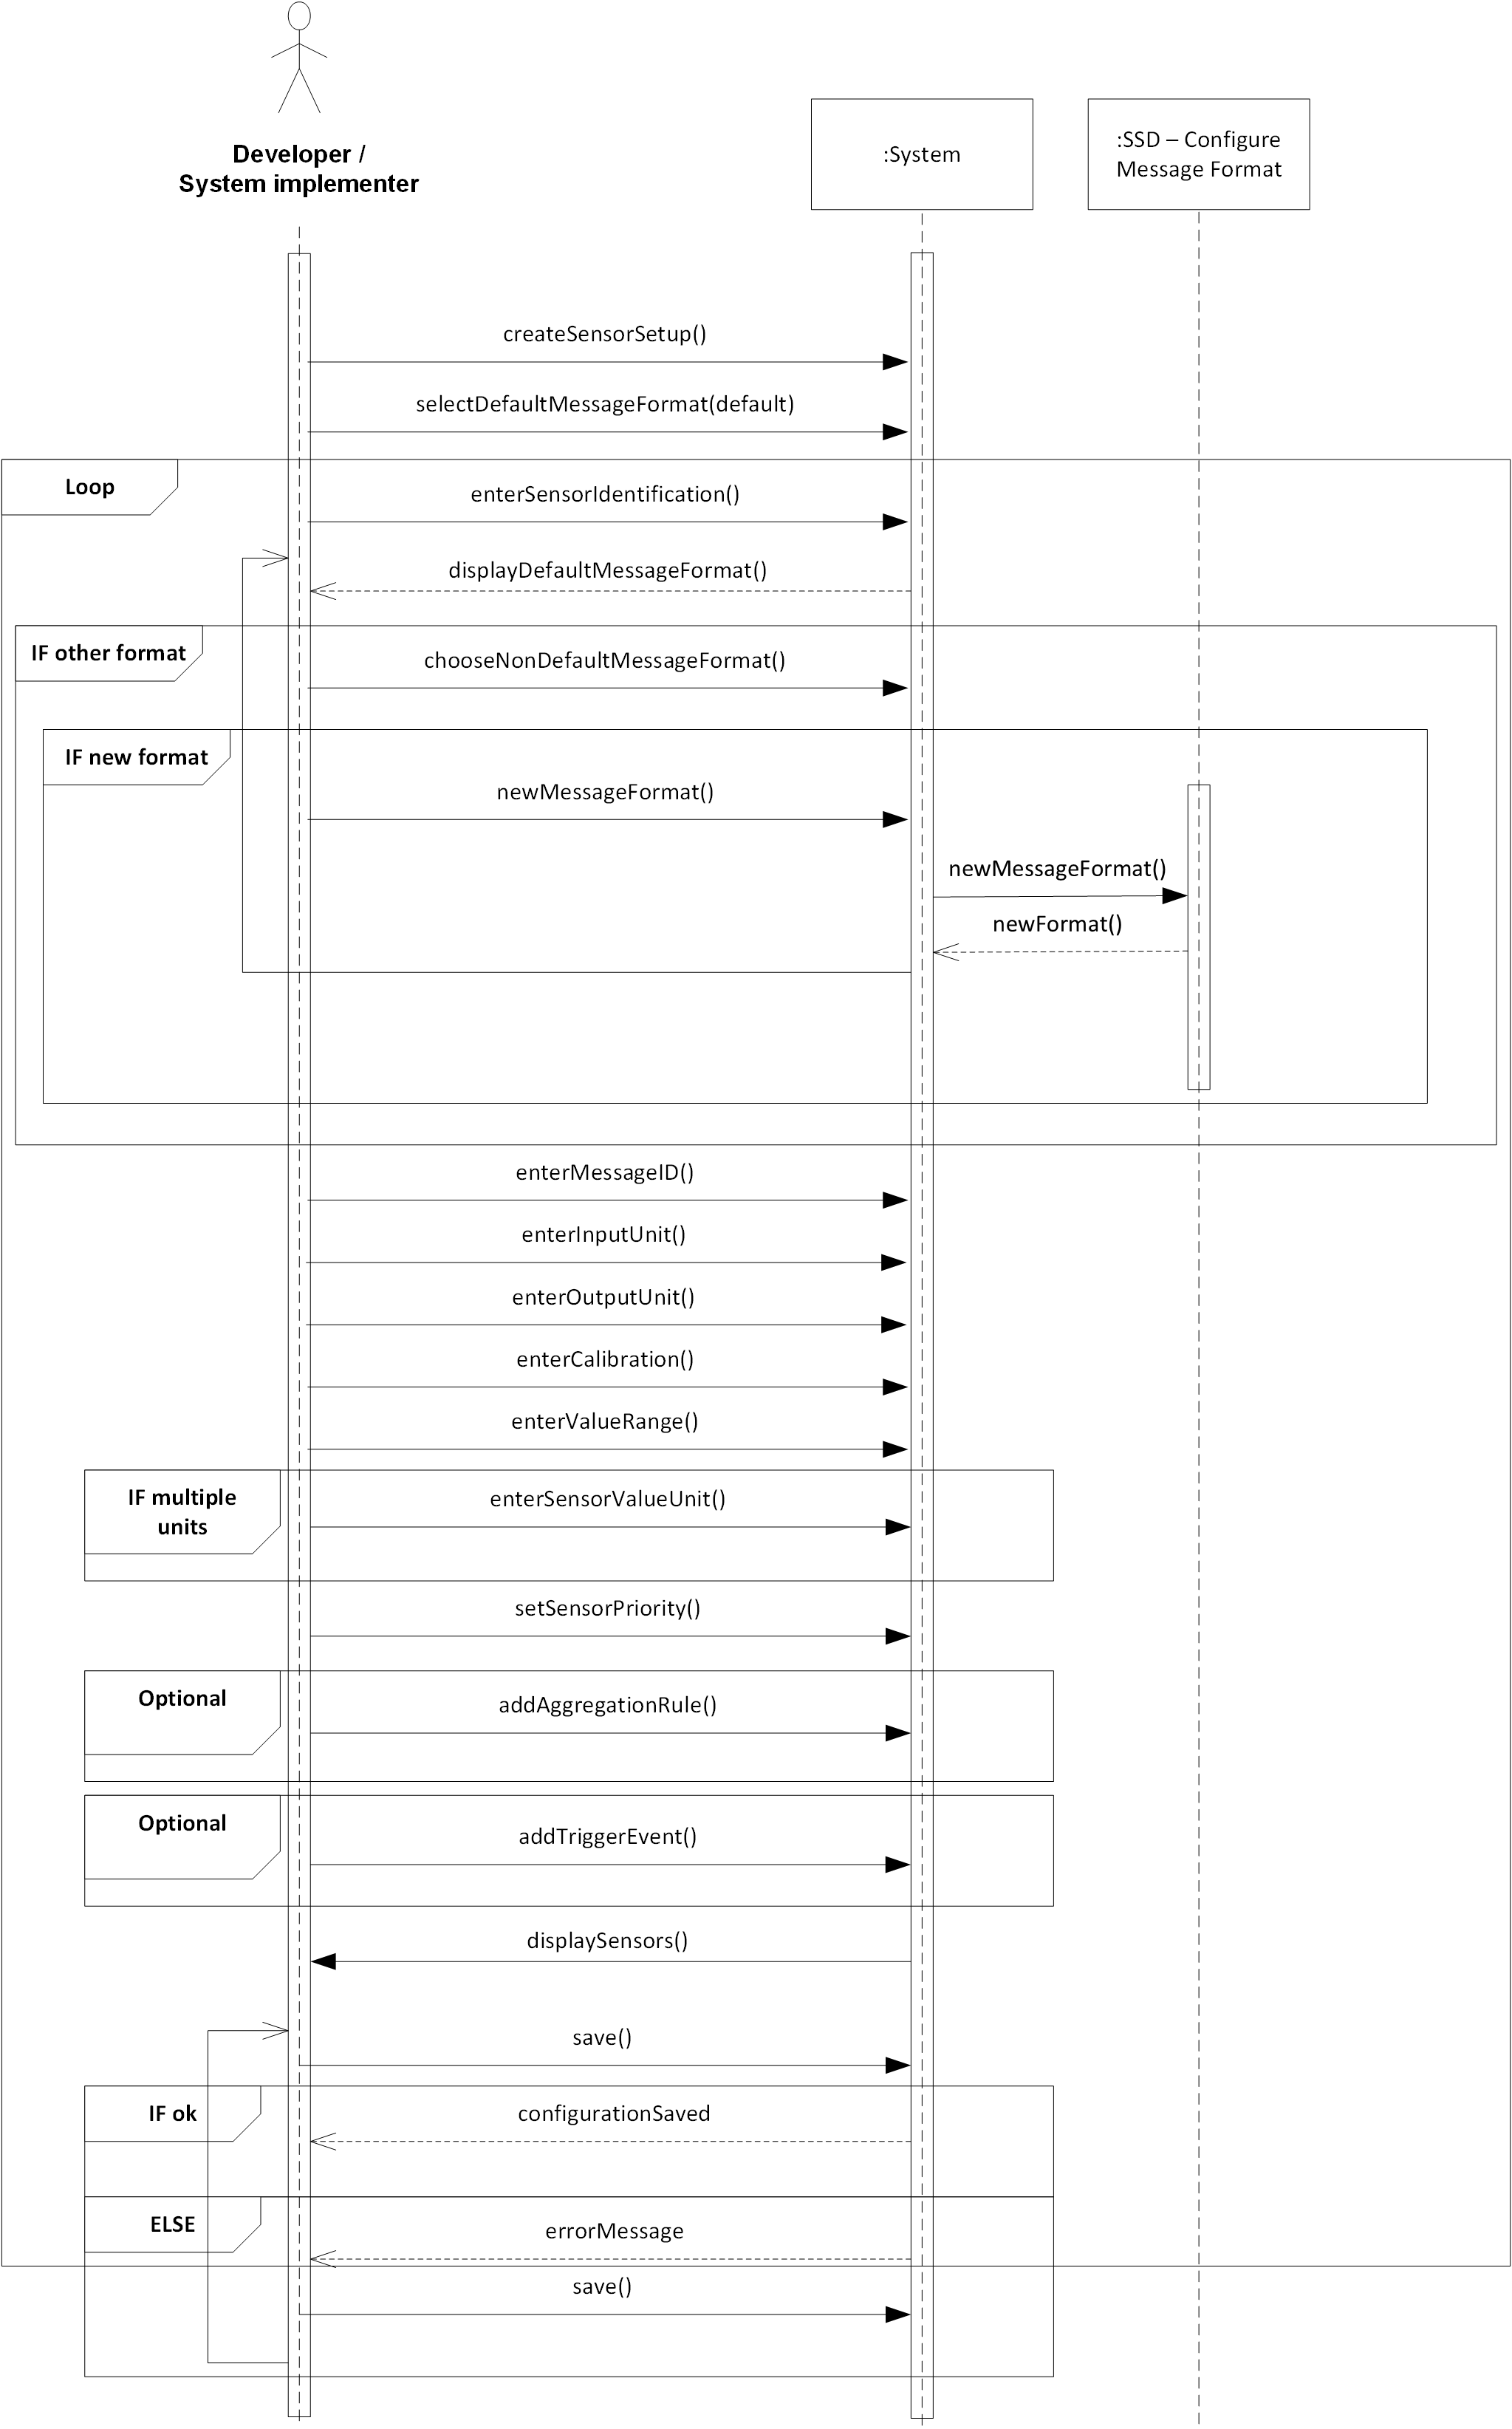 Developer /
System implementer
:System
:SSD – Configure
Message Format
createSensorSetup()
selectDefaultMessageFormat(default)
Loop
enterSensorIdentification()
displayDefaultMessageFormat()
IF other format
chooseNonDefaultMessageFormat()
IF new format
newMessageFormat()
newMessageFormat()
newFormat()
enterMessageID()
enterInputUnit()
enterOutputUnit()
enterCalibration()
enterValueRange()
IF multiple
units
enterSensorValueUnit()
setSensorPriority()
Optional
addAggregationRule()
Optional
addTriggerEvent()
displaySensors()
save()
IF ok
configurationSaved
ELSE
errorMessage
save()